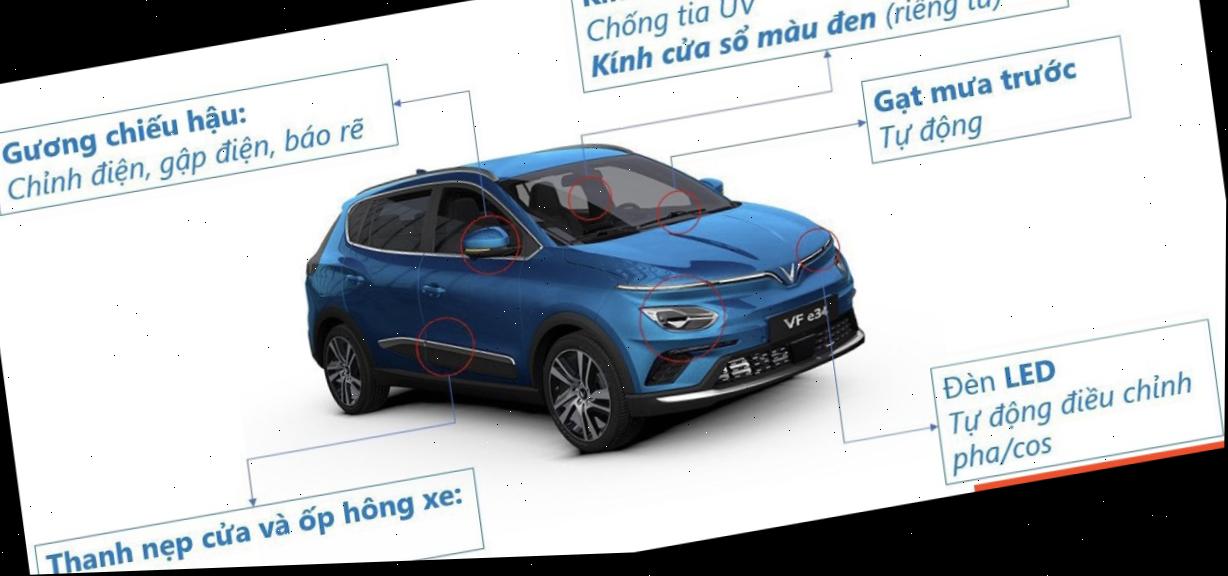 Chống tia UV
Kính cửa sổ màu đen (riêng tư)
Gạt mưa trước
Tự động
Gương chiếu hậu:
Chỉnh điện, gập điện, báo rẽ
VF e34
Đèn LED
Tự động điều chỉnh
pha/cos
Thanh nẹp cửa và ốp hông xe: